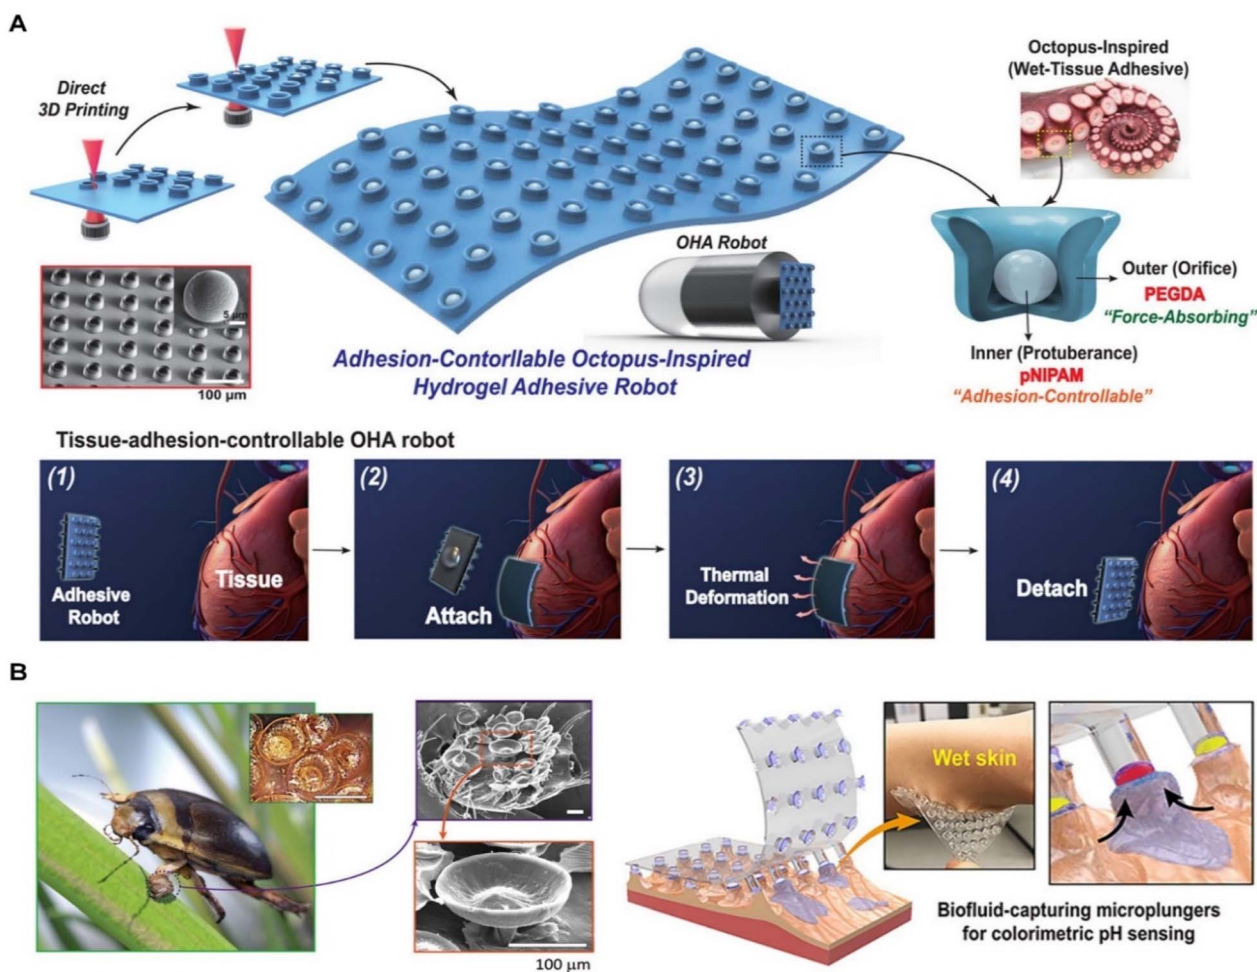 A
Direct
3D Printing
Octopus-Inspired
(Wet-Tissue Adhesive)
OHA Robot
Outer (Orifice)
PEGDA
“Force-Absorbing”
5 µm
100 µm
Adhesion-Contorllable Octopus-Inspired
Hydrogel Adhesive Robot
Inner (Protuberance)
pNIPAM
“Adhesion-Controllable”
Tissue-adhesion-controllable OHA robot
(1)
Adhesive
Robot
Tissue
(2)
Attach
(3)
Thermal
Deformation
(4)
Detach
B
Wet skin
100 µm
Biofluid-capturing microplungers
for colorimetric pH sensing